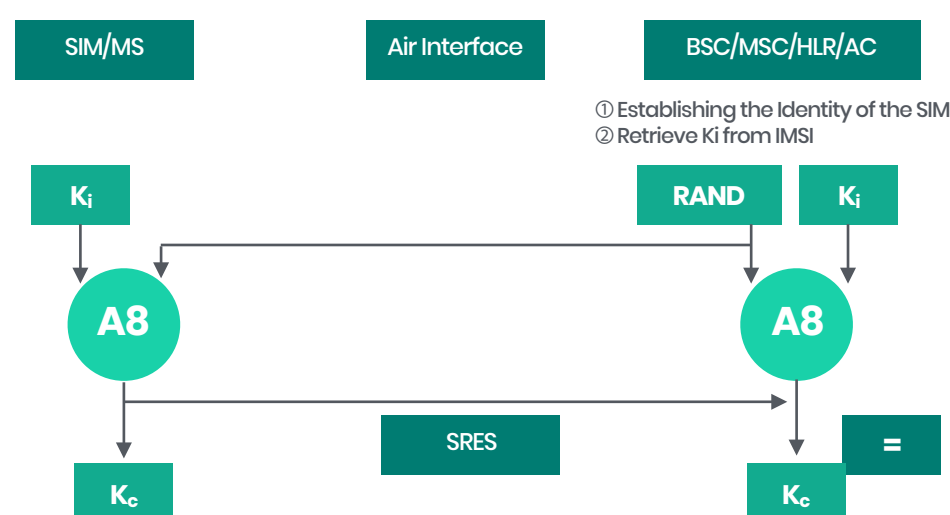 SIM/MS
Air Interface
BSC/MSC/HLR/AC
① Establishing the Identity of the SIM
② Retrieve Ki from IMSI
Ki
RAND
Ki
A8
A8
SRES
=
Kc
Kc